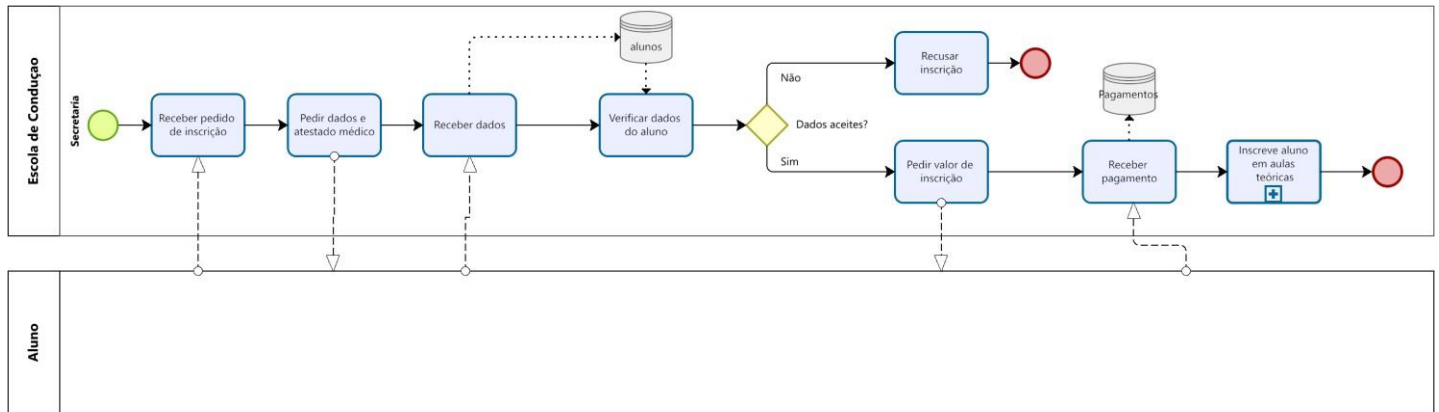 Escola de Conduçao
Secretaria
Receber pedido
de inscrição
Pedir dados e
atestado médico
Receber dados
alunos
Verificar dados
do aluno
Dados aceites?
Não
Recusar
inscrição
Sim
Pedir valor de
inscrição
Pagamentos
Receber
pagamento
Inscreve aluno
em aulas
teóricas
Aluno